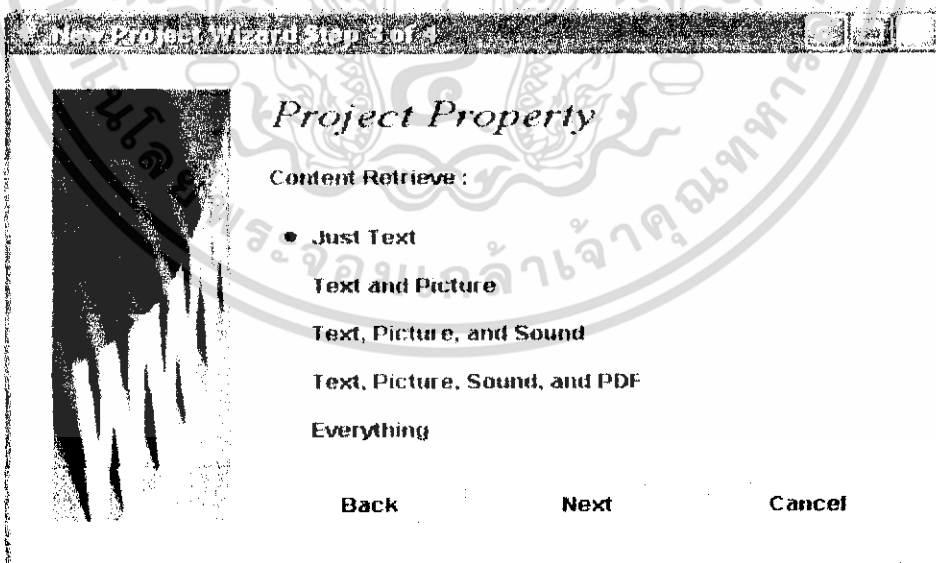 New Project Wizard Step 3 of 4
Project Property
Content Retrieve :
Just Text
Text and Picture
Text, Picture, and Sound
Text, Picture, Sound, and PDF
Everything
Back Next Cancel